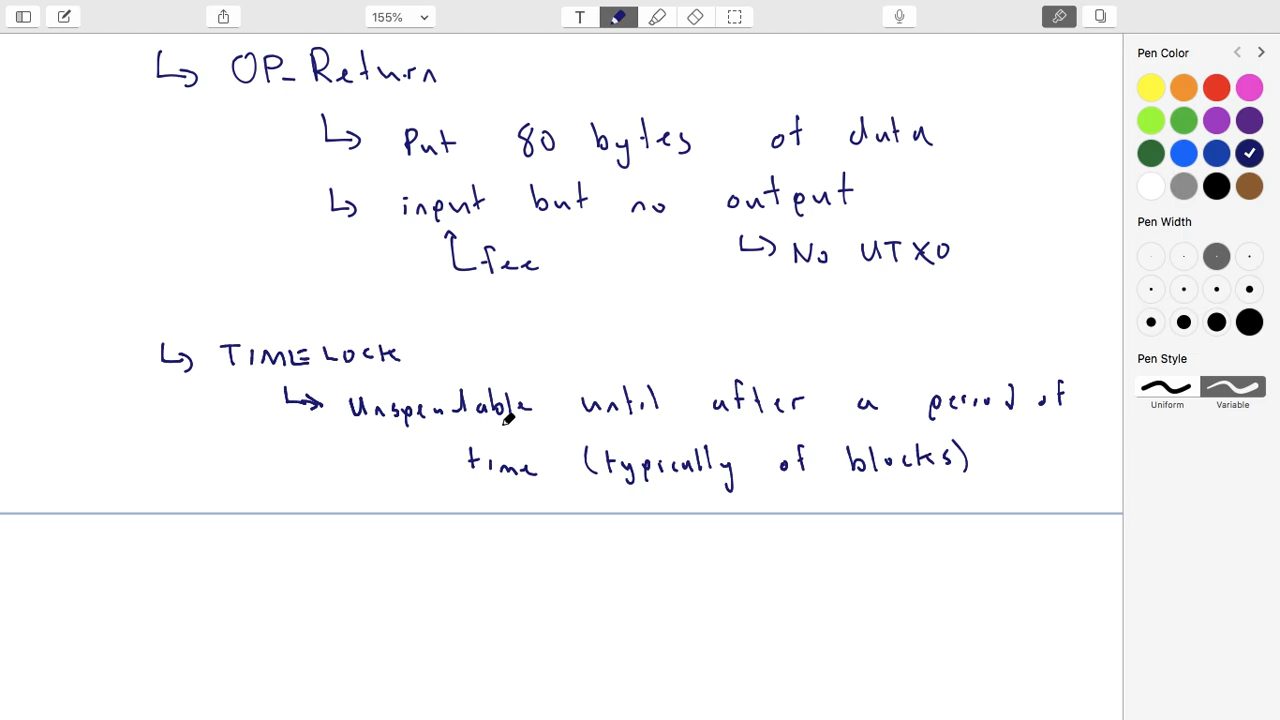 155%
T
OP_Return
Put 80 bytes of data
input but no output
fee
No UTXO
TIMELOCK
Unspendable until after a period of
time (typically of blocks)
Pen Color
Pen Width
Pen Style
Uniform
Variable